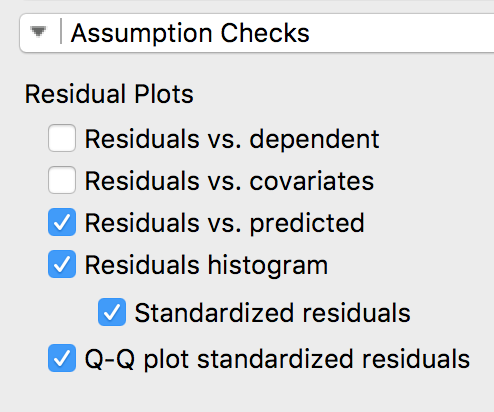 Assumption Checks
Residual Plots
Residuals vs. dependent
Residuals vs. covariates
Residuals vs. predicted
Residuals histogram
Standardized residuals
Q-Q plot standardized residuals